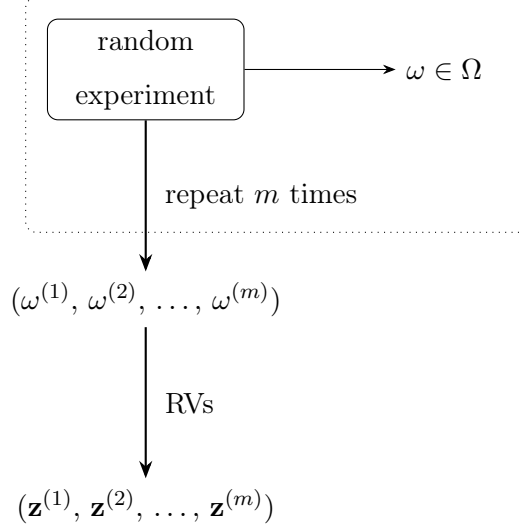 random
experiment
ω ∈ Ω
repeat m times
(ω⁽¹⁾, ω⁽²⁾, …, ω⁽ᵐ⁾)
RVs
(𝐳⁽¹⁾, 𝐳⁽²⁾, …, 𝐳⁽ᵐ⁾)